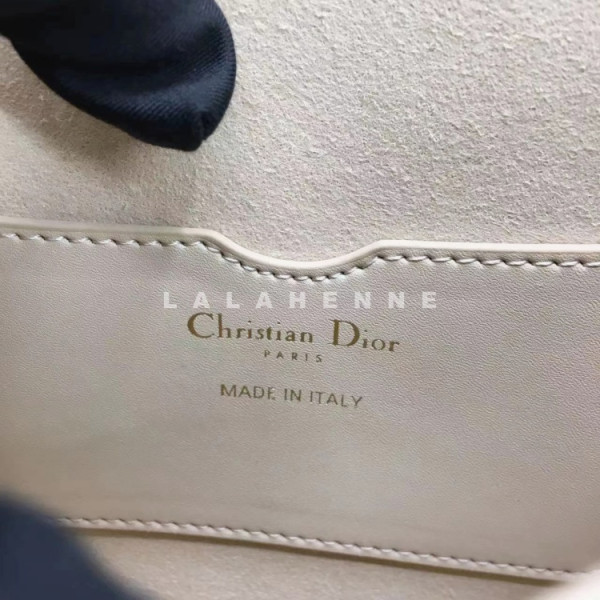 LALAHENNE
Christian Dior
PARIS
MADE IN ITALY